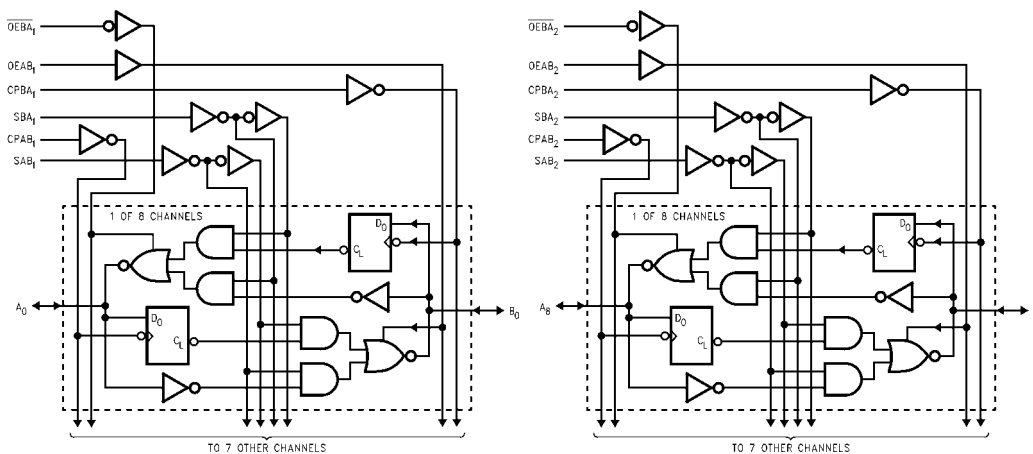 OEBA1
OEAB1
CPBA1
SBA1
CPAB1
SAB1
1 OF 8 CHANNELS
D0
CL
A0
D0
CL
B0
TO 7 OTHER CHANNELS
OEBA2
OEAB2
CPBA2
SBA2
CPAB2
SAB2
1 OF 8 CHANNELS
D0
CL
A8
D0
CL
TO 7 OTHER CHANNELS